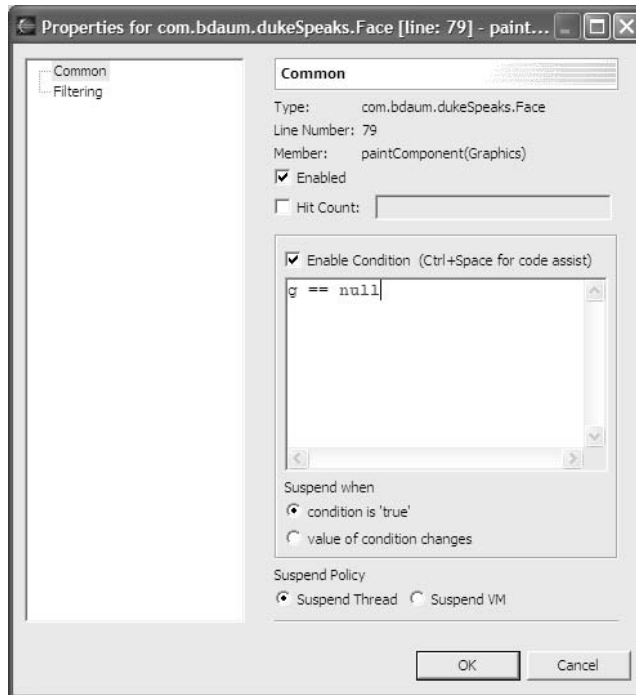 Properties for com.bdaum.dukeSpeaks.Face [line: 79] - paint...
Common
Filtering
Common
Type: com.bdaum.dukeSpeaks.Face
Line Number: 79
Member: paintComponent(Graphics)
Enabled
Hit Count:
Enable Condition (Ctrl+Space for code assist)
g == null
Suspend when
condition is 'true'
value of condition changes
Suspend Policy
Suspend Thread Suspend VM
OK Cancel